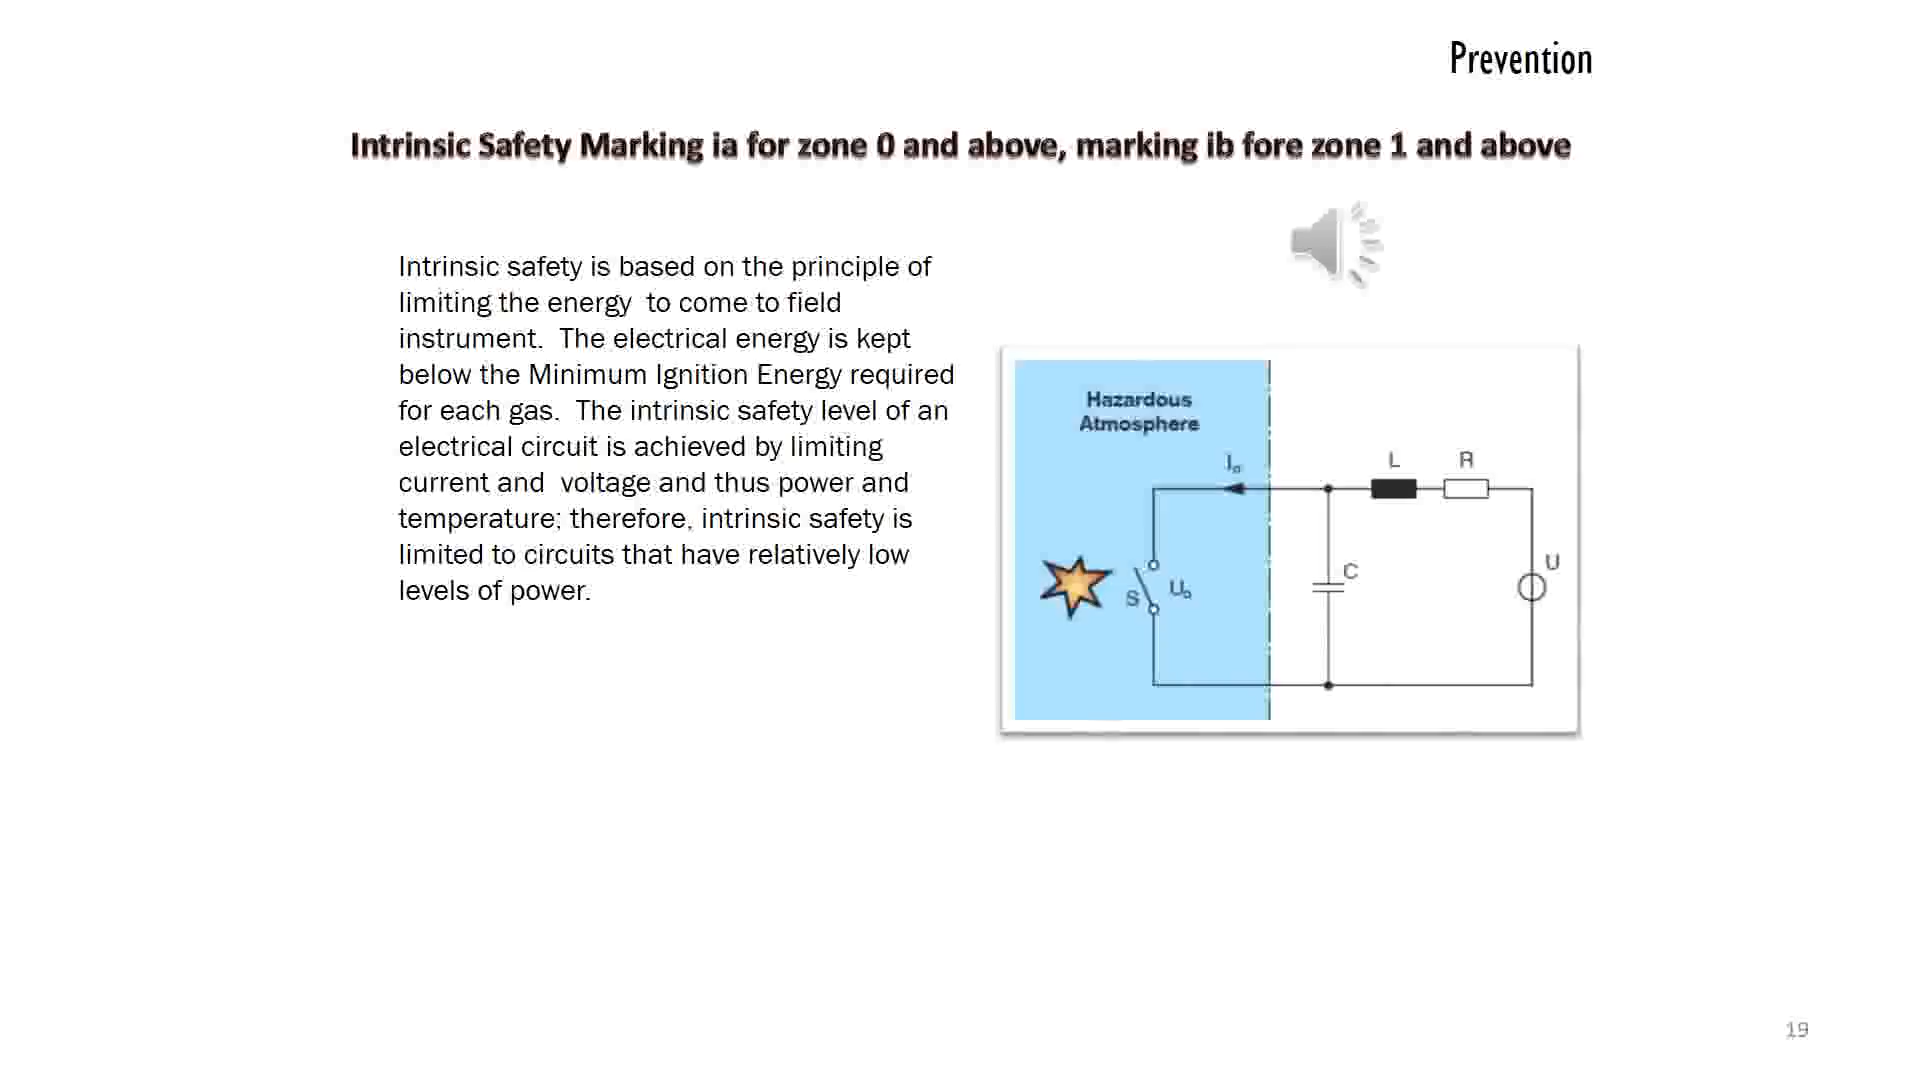 Prevention
Intrinsic Safety Marking ia for zone 0 and above, marking ib fore zone 1 and above
Intrinsic safety is based on the principle of
limiting the energy  to come to field
instrument.  The electrical energy is kept
below the Minimum Ignition Energy required
for each gas.  The intrinsic safety level of an
electrical circuit is achieved by limiting
current and  voltage and thus power and
temperature; therefore, intrinsic safety is
limited to circuits that have relatively low
levels of power.
Hazardous
Atmosphere
Io
L
R
S
Uo
C
U
19